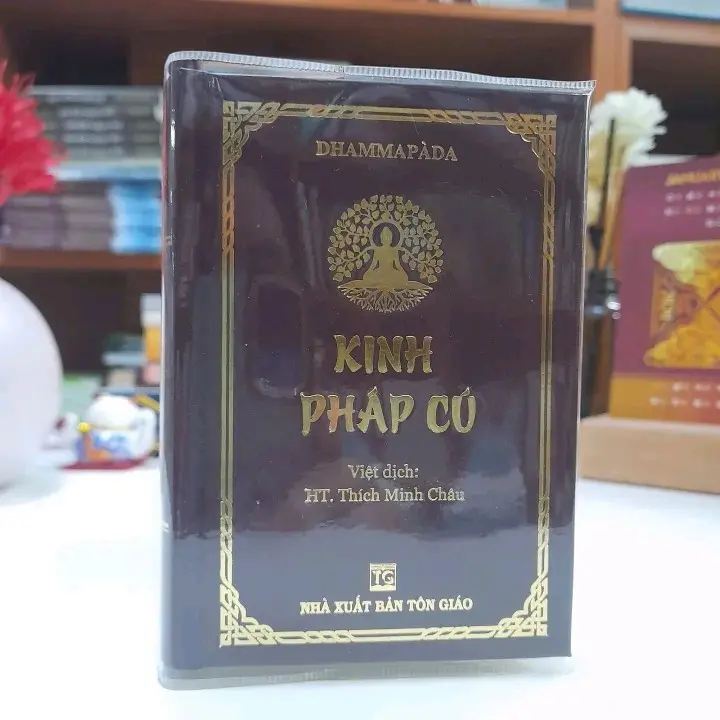 DHAMMAPÀDA
KINH
PHÁP CÚ
Việt dịch:
HT. Thích Minh Châu
TG
NHÀ XUẤT BẢN TÔN GIÁO